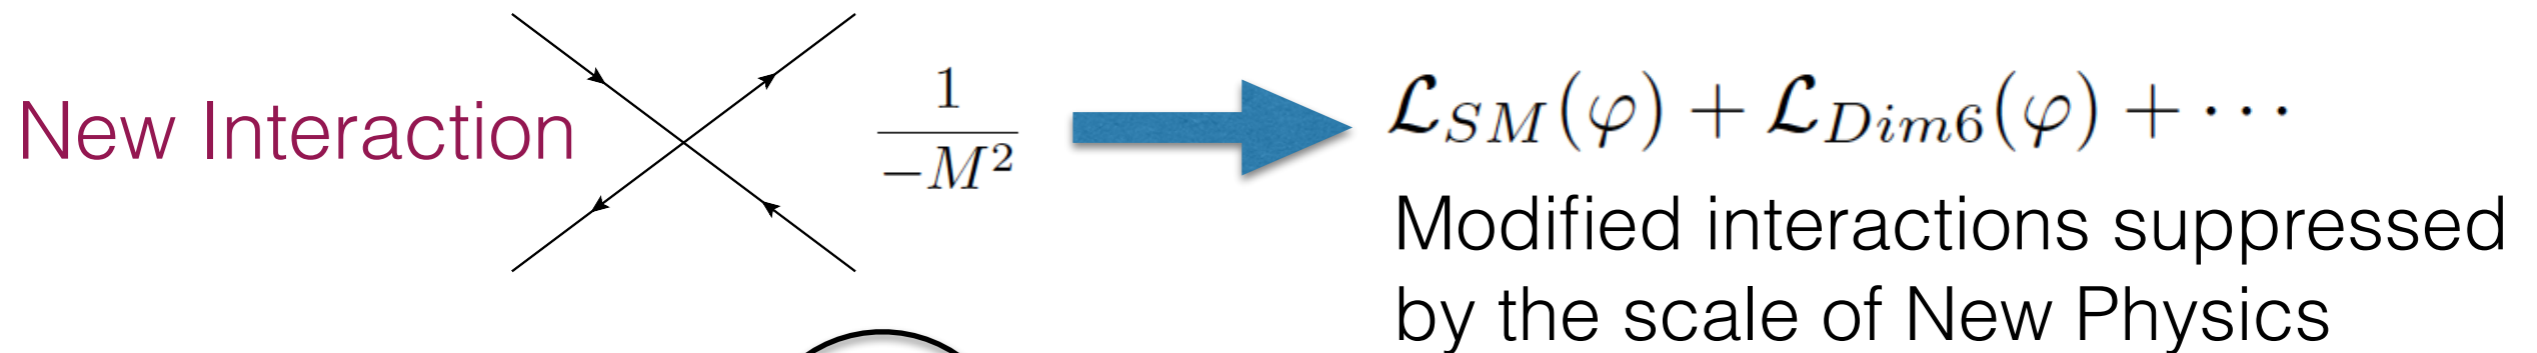 New Interaction
1
−M²
𝓛_{SM}(φ) + 𝓛_{Dim6}(φ) + ⋯
Modified interactions suppressed
by the scale of New Physics